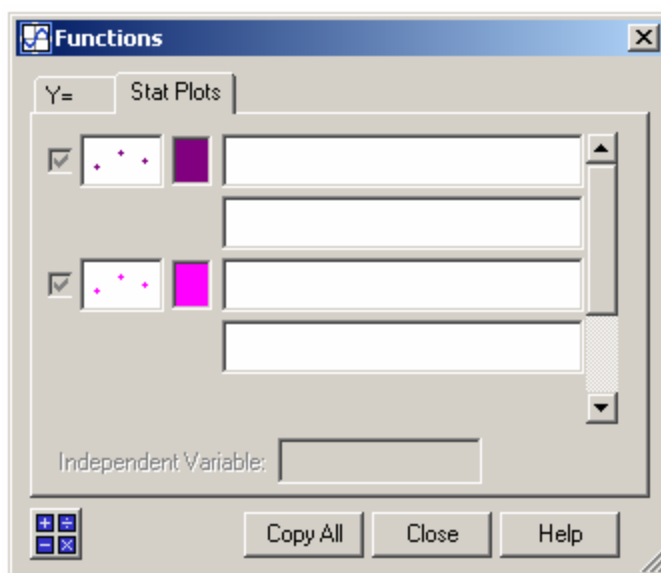 Functions
Y=
Stat Plots
Independent Variable:
Copy All
Close
Help